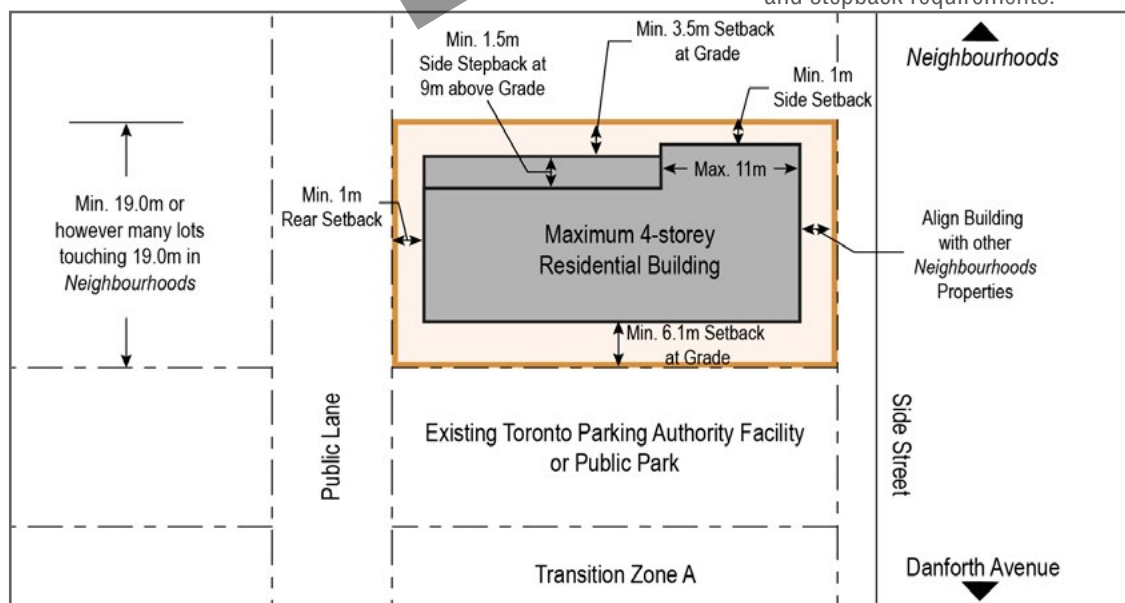 and stepback requirements.
Min. 1.5m
Side Stepback at
9m above Grade
Min. 3.5m Setback
at Grade
Min. 1m
Side Setback
Neighbourhoods
Max. 11m
Min. 19.0m or
however many lots
touching 19.0m in
Neighbourhoods
Min. 1m
Rear Setback
Maximum 4-storey
Residential Building
Align Building
with other
Neighbourhoods
Properties
Min. 6.1m Setback
at Grade
Public Lane
Existing Toronto Parking Authority Facility
or Public Park
Side Street
Transition Zone A
Danforth Avenue